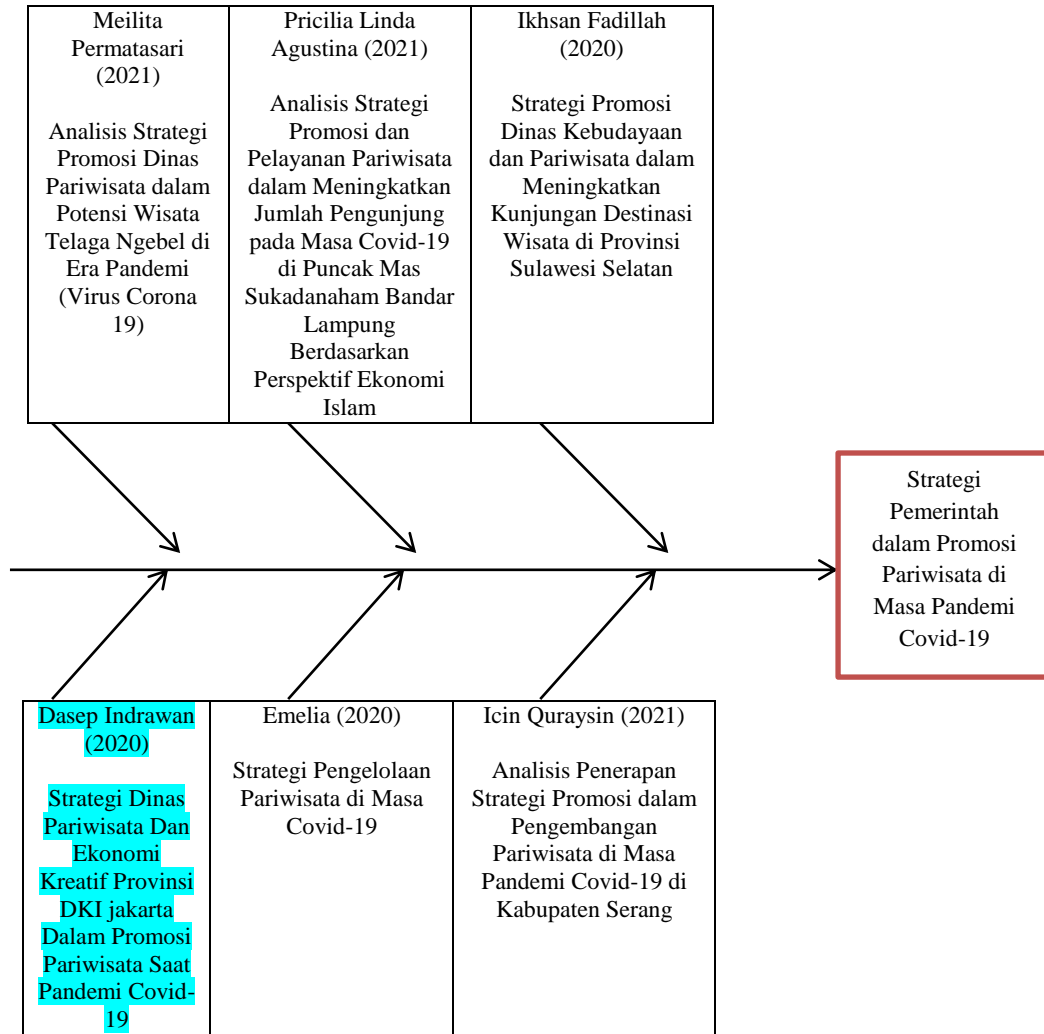 Meilita
Permatasari
(2021)
Analisis Strategi
Promosi Dinas
Pariwisata dalam
Potensi Wisata
Telaga Ngebel di
Era Pandemi
(Virus Corona
19)
Pricilia Linda
Agustina (2021)
Analisis Strategi
Promosi dan
Pelayanan Pariwisata
dalam Meningkatkan
Jumlah Pengunjung
pada Masa Covid-19
di Puncak Mas
Sukadanaham Bandar
Lampung
Berdasarkan
Perspektif Ekonomi
Islam
Ikhsan Fadillah
(2020)
Strategi Promosi
Dinas Kebudayaan
dan Pariwisata dalam
Meningkatkan
Kunjungan Destinasi
Wisata di Provinsi
Sulawesi Selatan
Strategi
Pemerintah
dalam Promosi
Pariwisata di
Masa Pandemi
Covid-19
Dasep Indrawan
(2020)
Strategi Dinas
Pariwisata Dan
Ekonomi
Kreatif Provinsi
DKI jakarta
Dalam Promosi
Pariwisata Saat
Pandemi Covid-
19
Emelia (2020)
Strategi Pengelolaan
Pariwisata di Masa
Covid-19
Icin Quraysin (2021)
Analisis Penerapan
Strategi Promosi dalam
Pengembangan
Pariwisata di Masa
Pandemi Covid-19 di
Kabupaten Serang